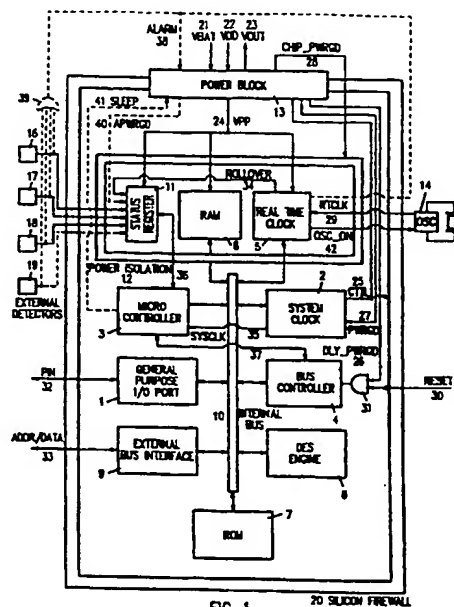 21 22 23
ALARM VBAT VDD VOUT
38
CHIP_PWRGD
28
POWER BLOCK
13
39
41 SLEEP
40 APWRGD
24 VPP
16
17
18
19
EXTERNAL
DETECTORS
ROLLOVER
34
11
STATUS
REGISTER
RAM
6
REAL TIME
CLOCK
5
RTCLK
29
OSC_ON
42
14
OSC
POWER ISOLATION
12
36
2
25
CTRL
MICRO
CONTROLLER
3
SYSTEM
CLOCK
27
PWRGD
35
SYSCLK
37
DLY_PWRGD
26
PIN
32
GENERAL
PURPOSE
I/O PORT
1
BUS
CONTROLLER
4
31
RESET
30
10
INTERNAL
BUS
ADDR/DATA
33
EXTERNAL
BUS INTERFACE
9
DES
ENGINE
8
ROM
7
20 SILICON FIREWALL
FIG. 1